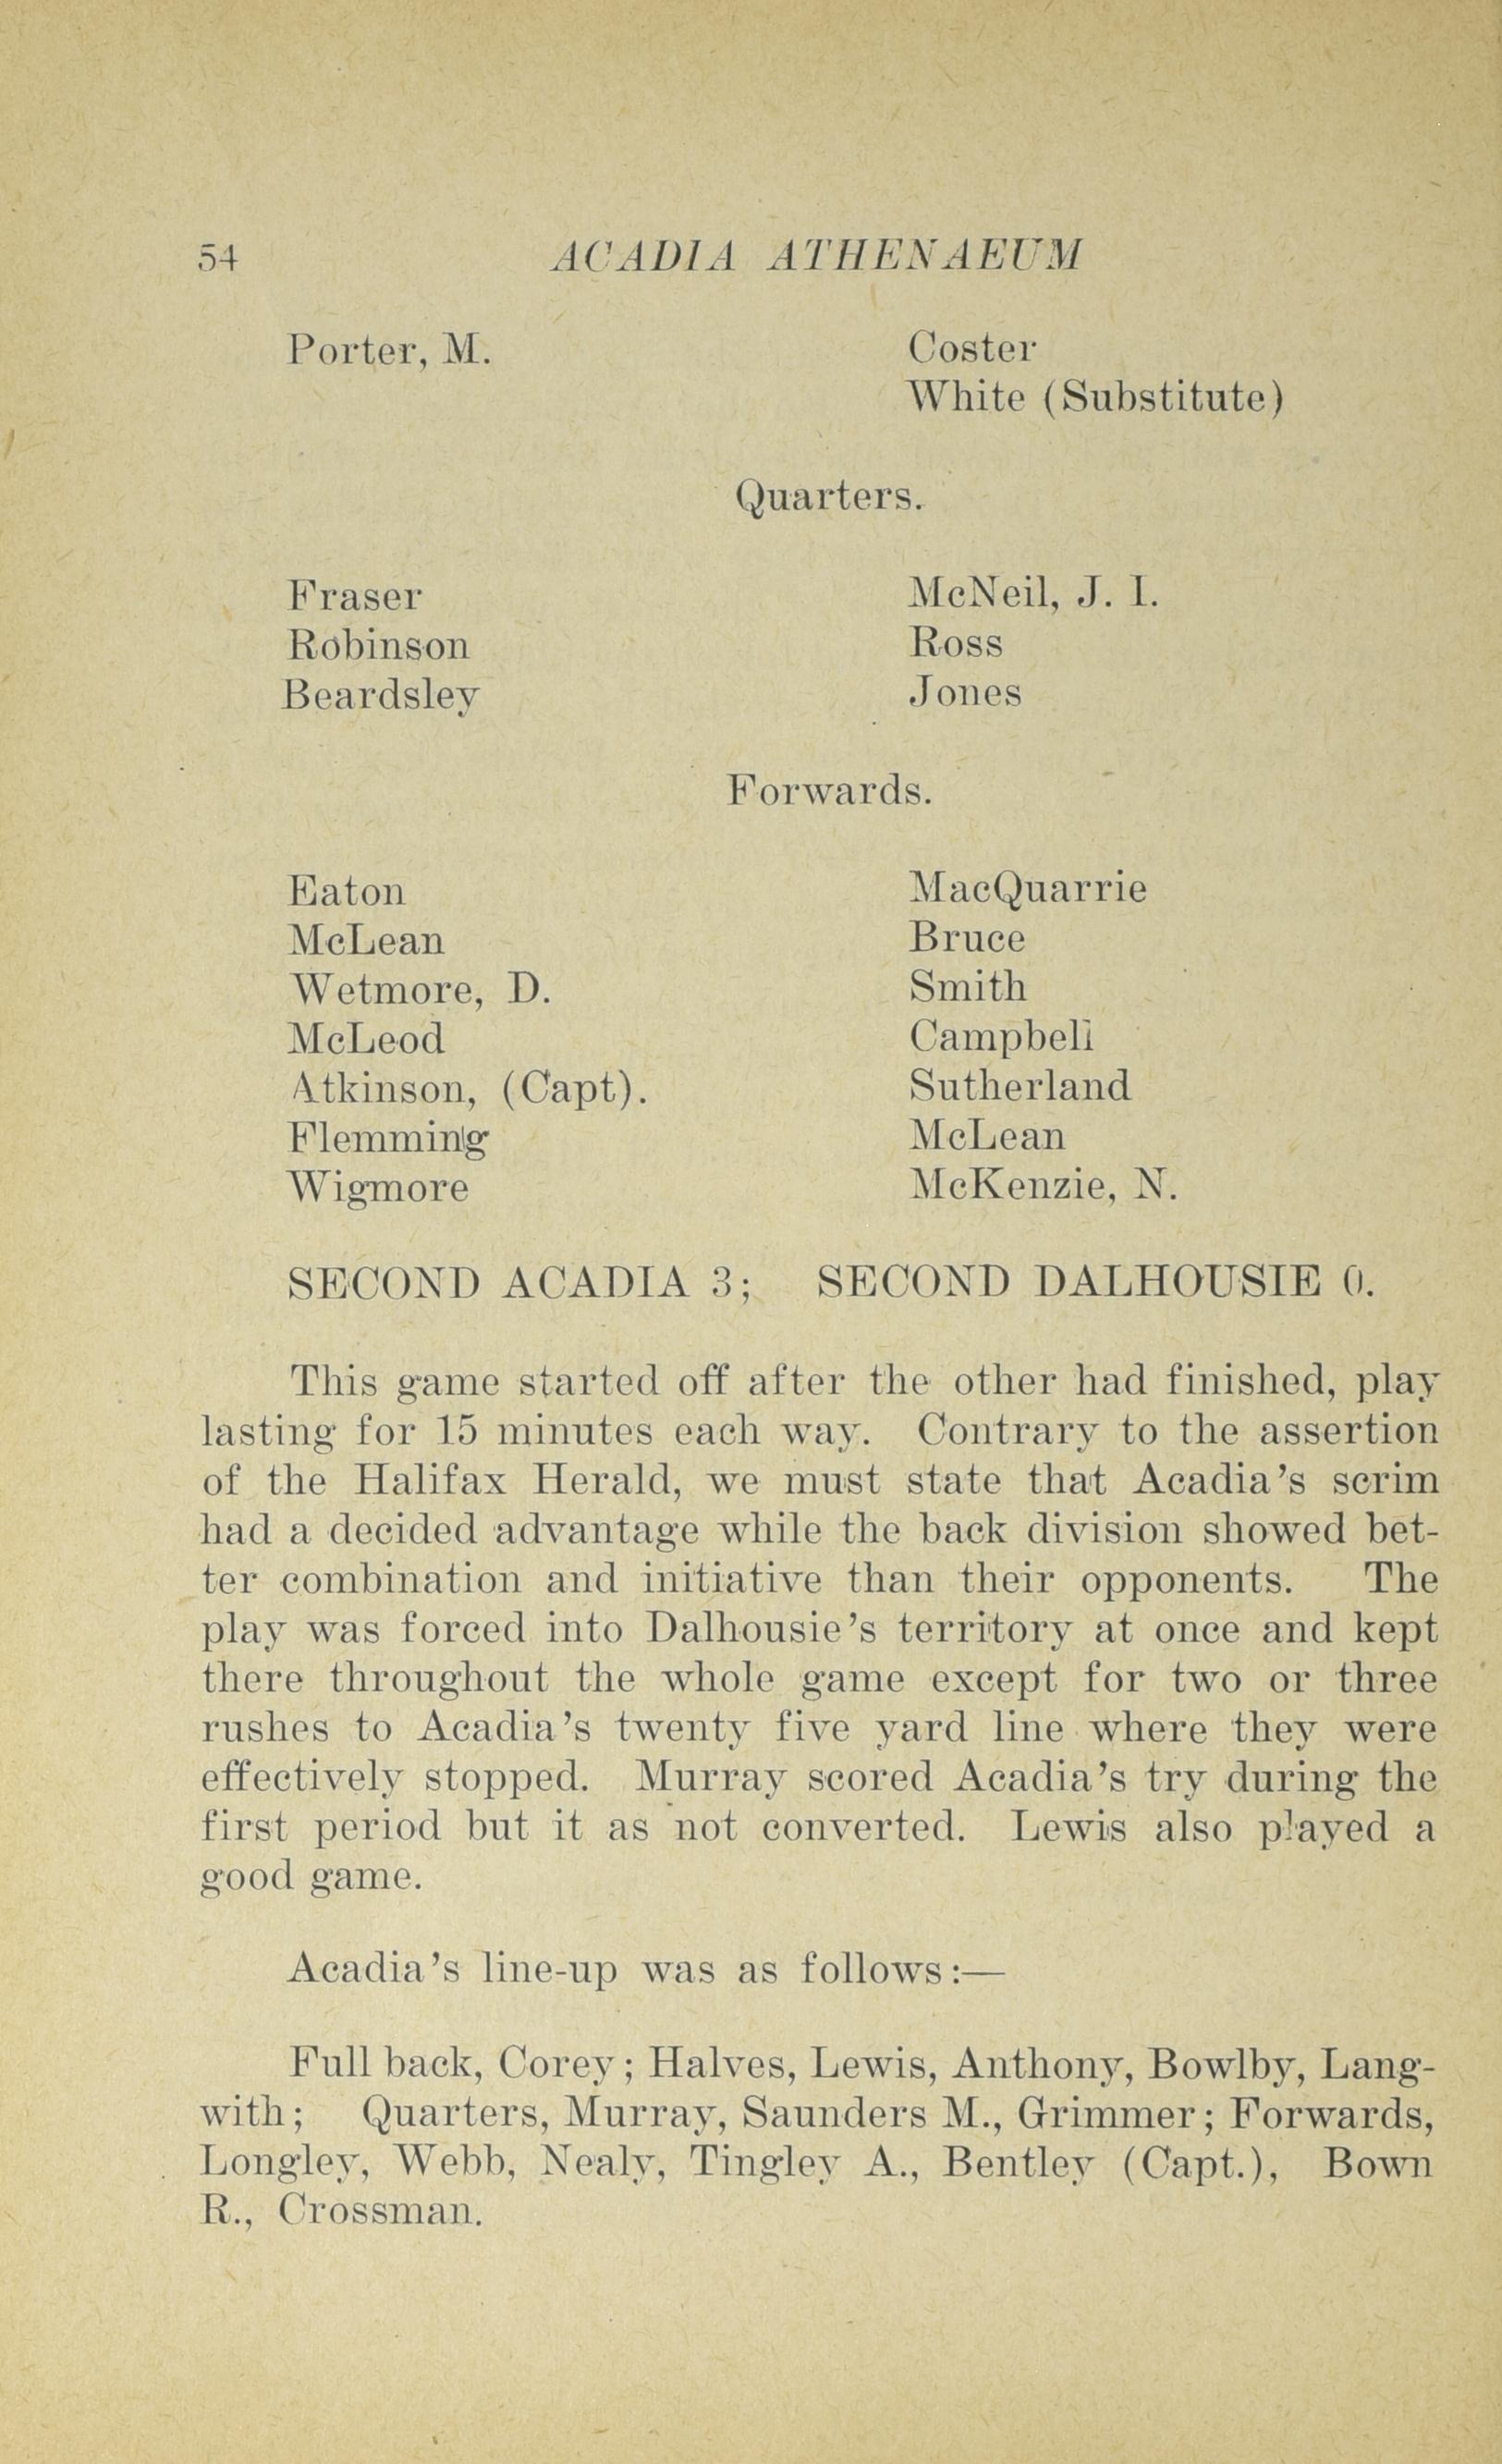 54 ACADIA ATHENAEUM
Porter, M. Coster
White (Substitute)
Quarters.
Fraser McNeil, J. I.
Robinson Ross
Beardsley Jones
Forwards.
Eaton MacQuarrie
McLean Bruce
Wetmore, D. Smith
McLeod Campbell
Atkinson, (Capt). Sutherland
Flemming McLean
Wigmore McKenzie, N.
SECOND ACADIA 3; SECOND DALHOUSIE 0.
This game started off after the other had finished, play
lasting for 15 minutes each way. Contrary to the assertion
of the Halifax Herald, we must state that Acadia's scrim
had a decided advantage while the back division showed bet-
ter combination and initiative than their opponents. The
play was forced into Dalhousie's territory at once and kept
there throughout the whole game except for two or three
rushes to Acadia's twenty five yard line where they were
effectively stopped. Murray scored Acadia's try during the
first period but it as not converted. Lewis also played a
good game.
Acadia's line-up was as follows:—
Full back, Corey; Halves, Lewis, Anthony, Bowlby, Lang-
with; Quarters, Murray, Saunders M., Grimmer; Forwards,
Longley, Webb, Nealy, Tingley A., Bentley (Capt.), Bown
R., Crossman.